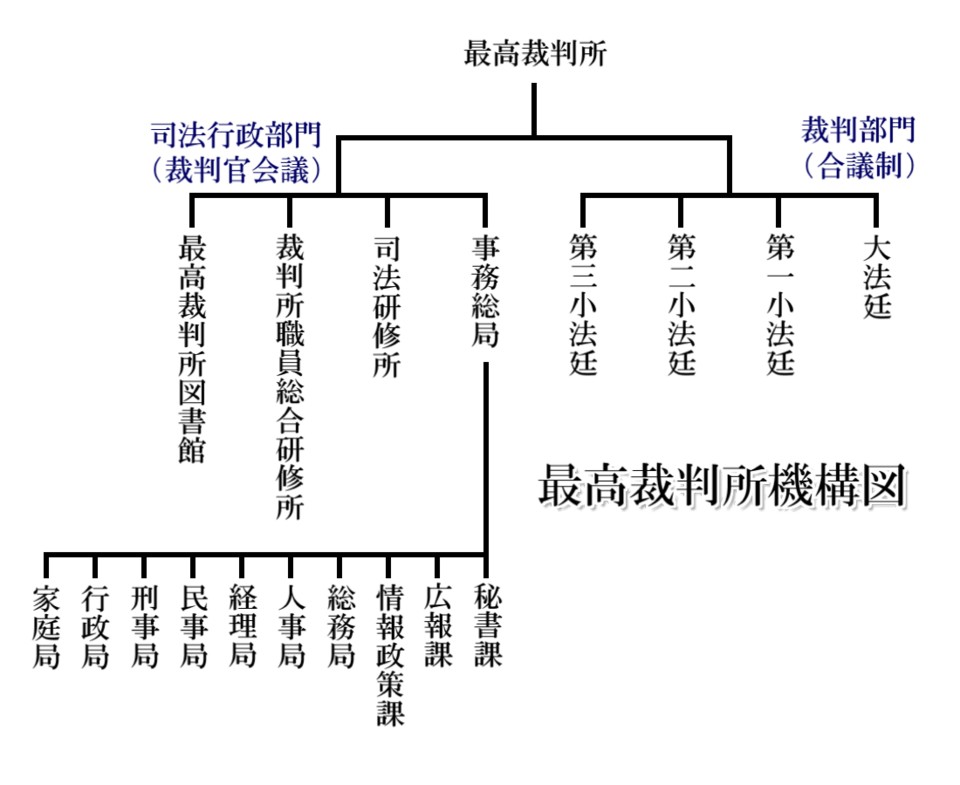 最高裁判所
裁判部門
（合議制）
司法行政部門
（裁判官会議）
大法廷
第一小法廷
第二小法廷
第三小法廷
事務総局
司法研修所
裁判所職員総合研修所
最高裁判所図書館
最高裁判所機構図
秘書課
広報課
情報政策課
総務局
人事局
経理局
民事局
刑事局
行政局
家庭局